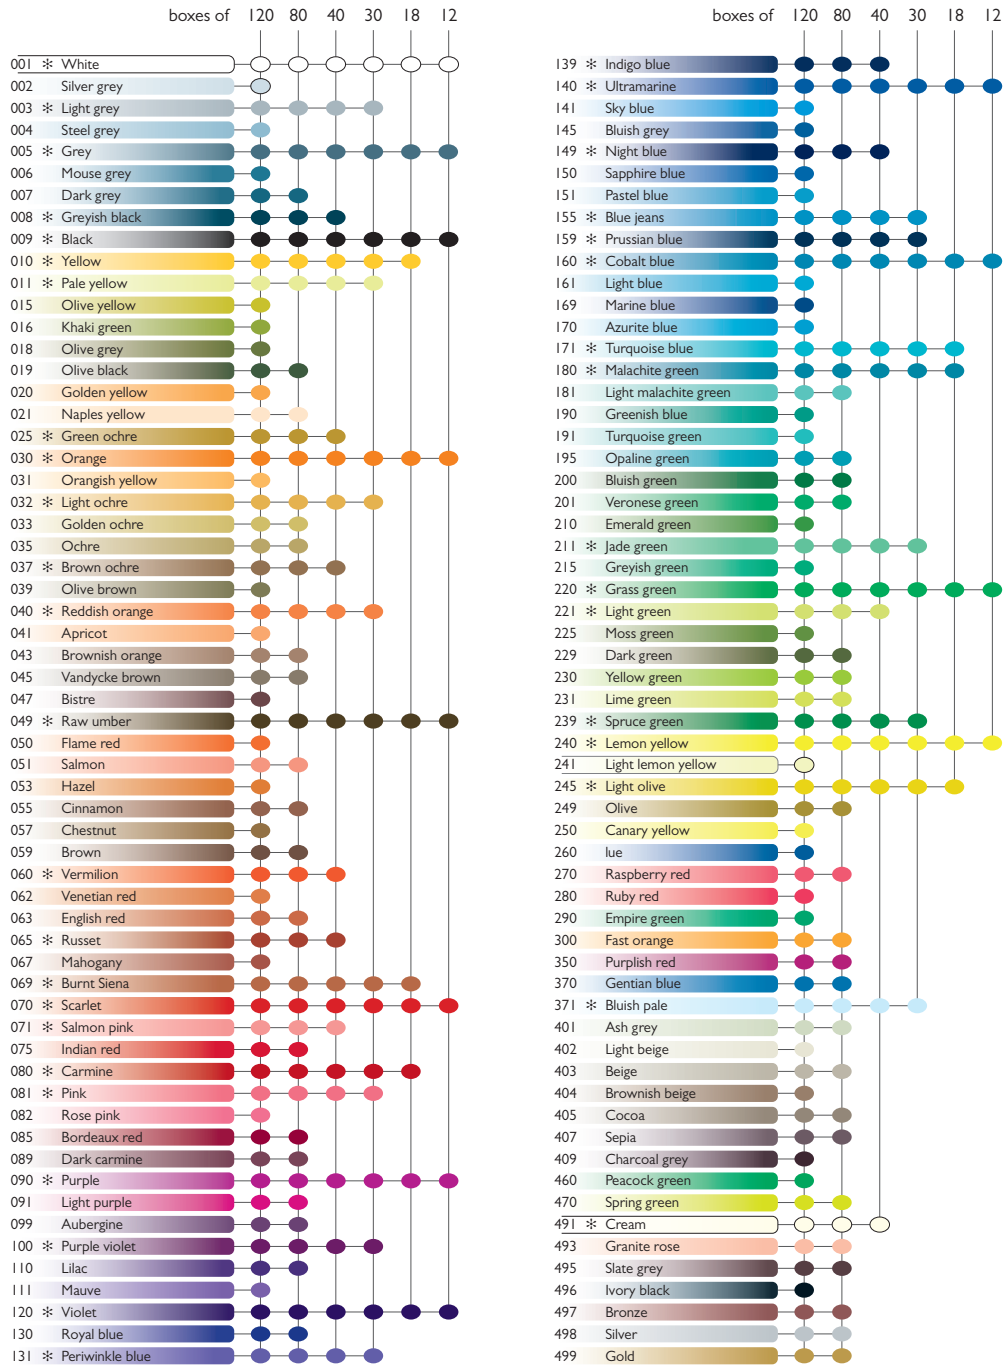 boxes of 120 80 40 30 18 12
001 * White
002 Silver grey
003 * Light grey
004 Steel grey
005 * Grey
006 Mouse grey
007 Dark grey
008 * Greyish black
009 * Black
010 * Yellow
011 * Pale yellow
015 Olive yellow
016 Khaki green
018 Olive grey
019 Olive black
020 Golden yellow
021 Naples yellow
025 * Green ochre
030 * Orange
031 Orangish yellow
032 * Light ochre
033 Golden ochre
035 Ochre
037 * Brown ochre
039 Olive brown
040 * Reddish orange
041 Apricot
043 Brownish orange
045 Vandycke brown
047 Bistre
049 * Raw umber
050 Flame red
051 Salmon
053 Hazel
055 Cinnamon
057 Chestnut
059 Brown
060 * Vermilion
062 Venetian red
063 English red
065 * Russet
067 Mahogany
069 * Burnt Siena
070 * Scarlet
071 * Salmon pink
075 Indian red
080 * Carmine
081 * Pink
082 Rose pink
085 Bordeaux red
089 Dark carmine
090 * Purple
091 Light purple
099 Aubergine
100 * Purple violet
110 Lilac
111 Mauve
120 * Violet
130 Royal blue
131 * Periwinkle blue
boxes of 120 80 40 30 18 12
139 * Indigo blue
140 * Ultramarine
141 Sky blue
145 Bluish grey
149 * Night blue
150 Sapphire blue
151 Pastel blue
155 * Blue jeans
159 * Prussian blue
160 * Cobalt blue
161 Light blue
169 Marine blue
170 Azurite blue
171 * Turquoise blue
180 * Malachite green
181 Light malachite green
190 Greenish blue
191 Turquoise green
195 Opaline green
200 Bluish green
201 Veronese green
210 Emerald green
211 * Jade green
215 Greyish green
220 * Grass green
221 * Light green
225 Moss green
229 Dark green
230 Yellow green
231 Lime green
239 * Spruce green
240 * Lemon yellow
241 Light lemon yellow
245 * Light olive
249 Olive
250 Canary yellow
260 lue
270 Raspberry red
280 Ruby red
290 Empire green
300 Fast orange
350 Purplish red
370 Gentian blue
371 * Bluish pale
401 Ash grey
402 Light beige
403 Beige
404 Brownish beige
405 Cocoa
407 Sepia
409 Charcoal grey
460 Peacock green
470 Spring green
491 * Cream
493 Granite rose
495 Slate grey
496 Ivory black
497 Bronze
498 Silver
499 Gold